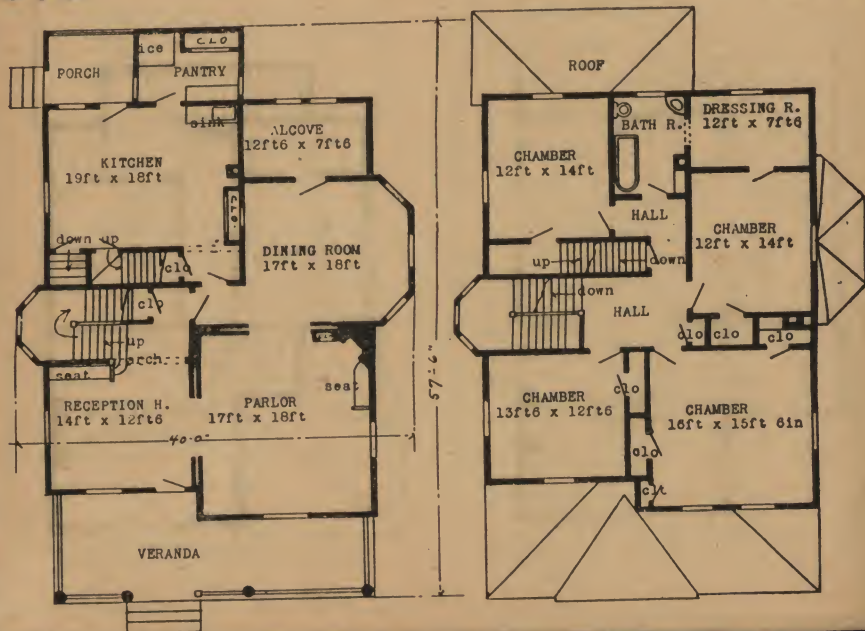 PORCH
ice
CLO
PANTRY
sink
ALCOVE
12ft6 x 7ft6
KITCHEN
19ft x 18ft
CLO
down up
clo
DINING ROOM
17ft x 18ft
clo
up
arch
seat
RECEPTION H.
14ft x 12ft6
PARLOR
17ft x 18ft
seat
40-0"
57'-6"
VERANDA
ROOF
BATH R.
DRESSING R.
12ft x 7ft6
CHAMBER
12ft x 14ft
HALL
CHAMBER
12ft x 14ft
up
down
down
HALL
clo
clo
clo
CHAMBER
13ft6 x 12ft6
clo
CHAMBER
16ft x 15ft 6in
clo
clt